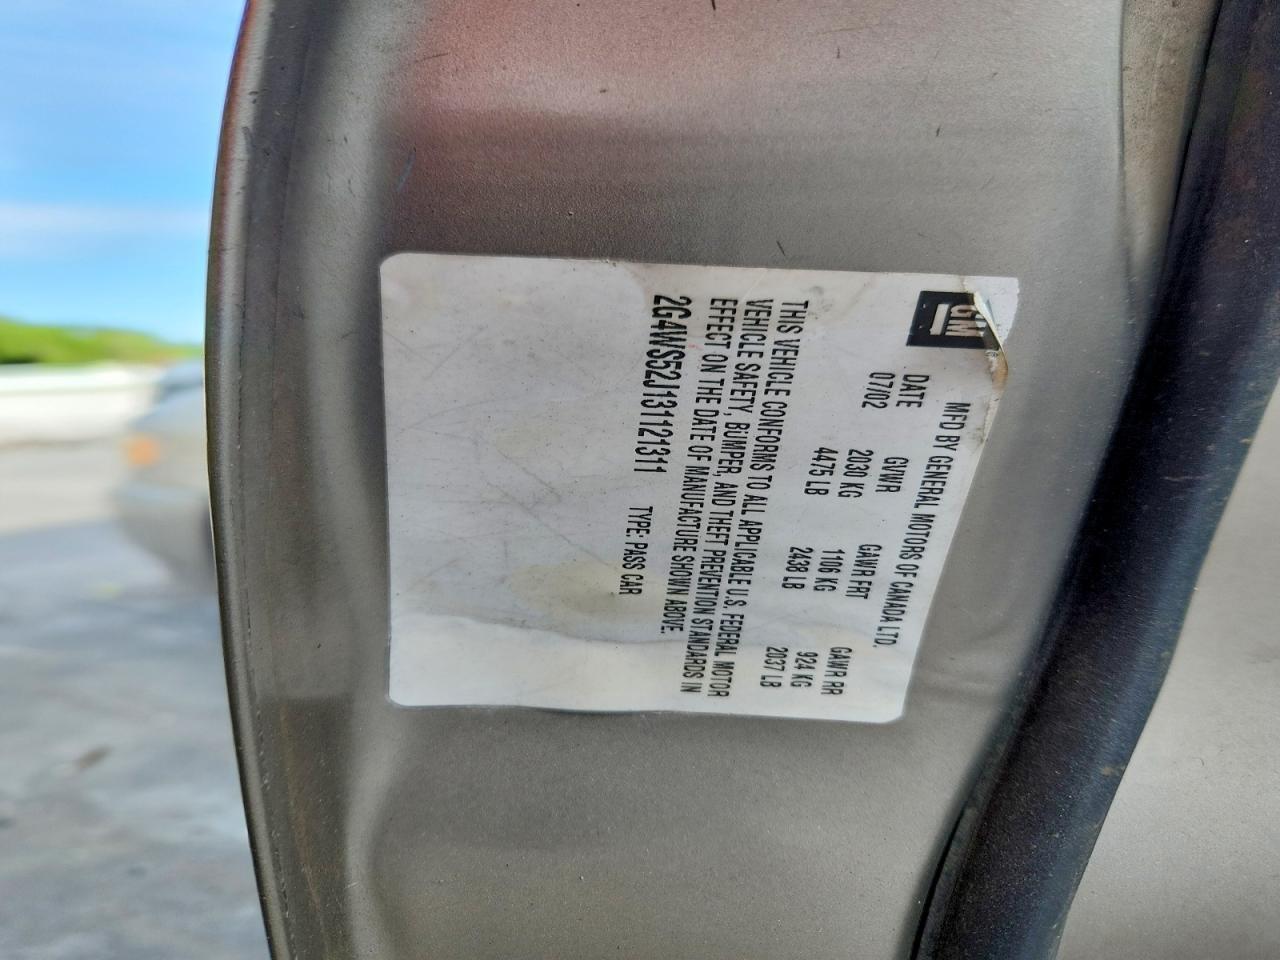 GM
MFD BY GENERAL MOTORS OF CANADA LTD.
DATE GVWR GAWR FRT GAWR RR
07/02 2030 KG 1106 KG 924 KG
4475 LB 2438 LB 2037 LB
THIS VEHICLE CONFORMS TO ALL APPLICABLE U.S. FEDERAL MOTOR
VEHICLE SAFETY, BUMPER, AND THEFT PREVENTION STANDARDS IN
EFFECT ON THE DATE OF MANUFACTURE SHOWN ABOVE.
2G4WS52J131121311 TYPE: PASS CAR